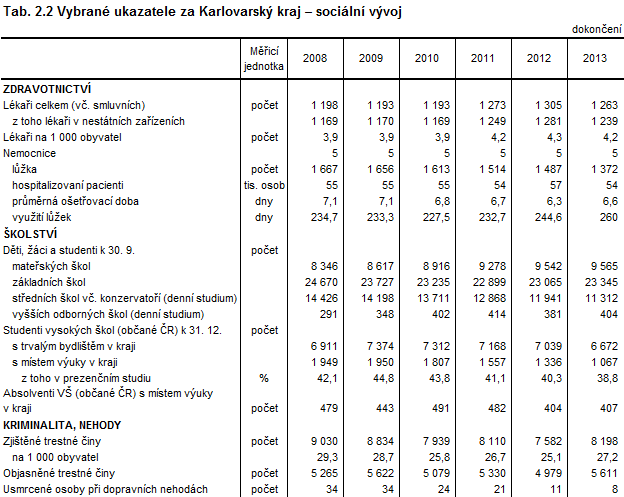 Tab. 2.2 Vybrané ukazatele za Karlovarský kraj – sociální vývoj
dokončení
Měřicí jednotka 2008 2009 2010 2011 2012 2013
ZDRAVOTNICTVÍ
Lékaři celkem (vč. smluvních) počet 1 198 1 193 1 193 1 273 1 305 1 263
z toho lékaři v nestátních zařízeních 1 169 1 170 1 169 1 249 1 281 1 239
Lékaři na 1 000 obyvatel počet 3,9 3,9 3,9 4,2 4,3 4,2
Nemocnice 5 5 5 5 5 5
lůžka počet 1 667 1 656 1 613 1 514 1 487 1 372
hospitalizovaní pacienti tis. osob 55 55 55 54 57 54
průměrná ošetřovací doba dny 7,1 7,1 6,8 6,7 6,3 6,6
využití lůžek dny 234,7 233,3 227,5 232,7 244,6 260
ŠKOLSTVÍ
Děti, žáci a studenti k 30. 9. počet
mateřských škol 8 346 8 617 8 916 9 278 9 542 9 565
základních škol 24 670 23 727 23 235 22 899 23 065 23 345
středních škol vč. konzervatoří (denní studium) 14 426 14 198 13 711 12 868 11 941 11 312
vyšších odborných škol (denní studium) 291 348 402 414 381 404
Studenti vysokých škol (občané ČR) k 31. 12. počet
s trvalým bydlištěm v kraji 6 911 7 374 7 312 7 168 7 039 6 672
s místem výuky v kraji 1 949 1 950 1 807 1 557 1 336 1 067
z toho v prezenčním studiu % 42,1 44,8 43,8 41,1 40,3 38,8
Absolventi VŠ (občané ČR) s místem výuky
v kraji počet 479 443 491 482 404 407
KRIMINALITA, NEHODY
Zjištěné trestné činy počet 9 030 8 834 7 939 8 110 7 582 8 198
na 1 000 obyvatel 29,3 28,7 25,8 26,7 25,1 27,2
Objasněné trestné činy počet 5 265 5 622 5 079 5 330 4 979 5 611
Usmrcené osoby při dopravních nehodách počet 34 34 24 21 11 8